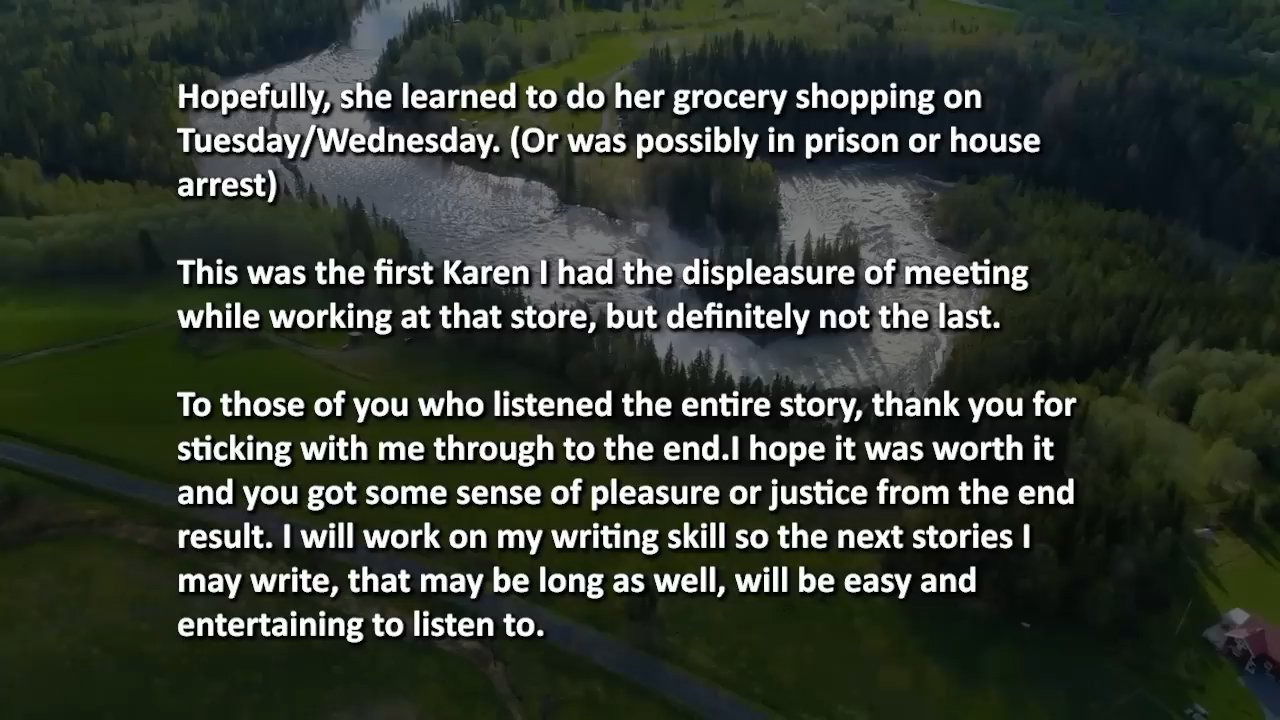 Hopefully, she learned to do her grocery shopping on
Tuesday/Wednesday. (Or was possibly in prison or house
arrest)
This was the first Karen I had the displeasure of meeting
while working at that store, but definitely not the last.
To those of you who listened the entire story, thank you for
sticking with me through to the end.I hope it was worth it
and you got some sense of pleasure or justice from the end
result. I will work on my writing skill so the next stories I
may write, that may be long as well, will be easy and
entertaining to listen to.